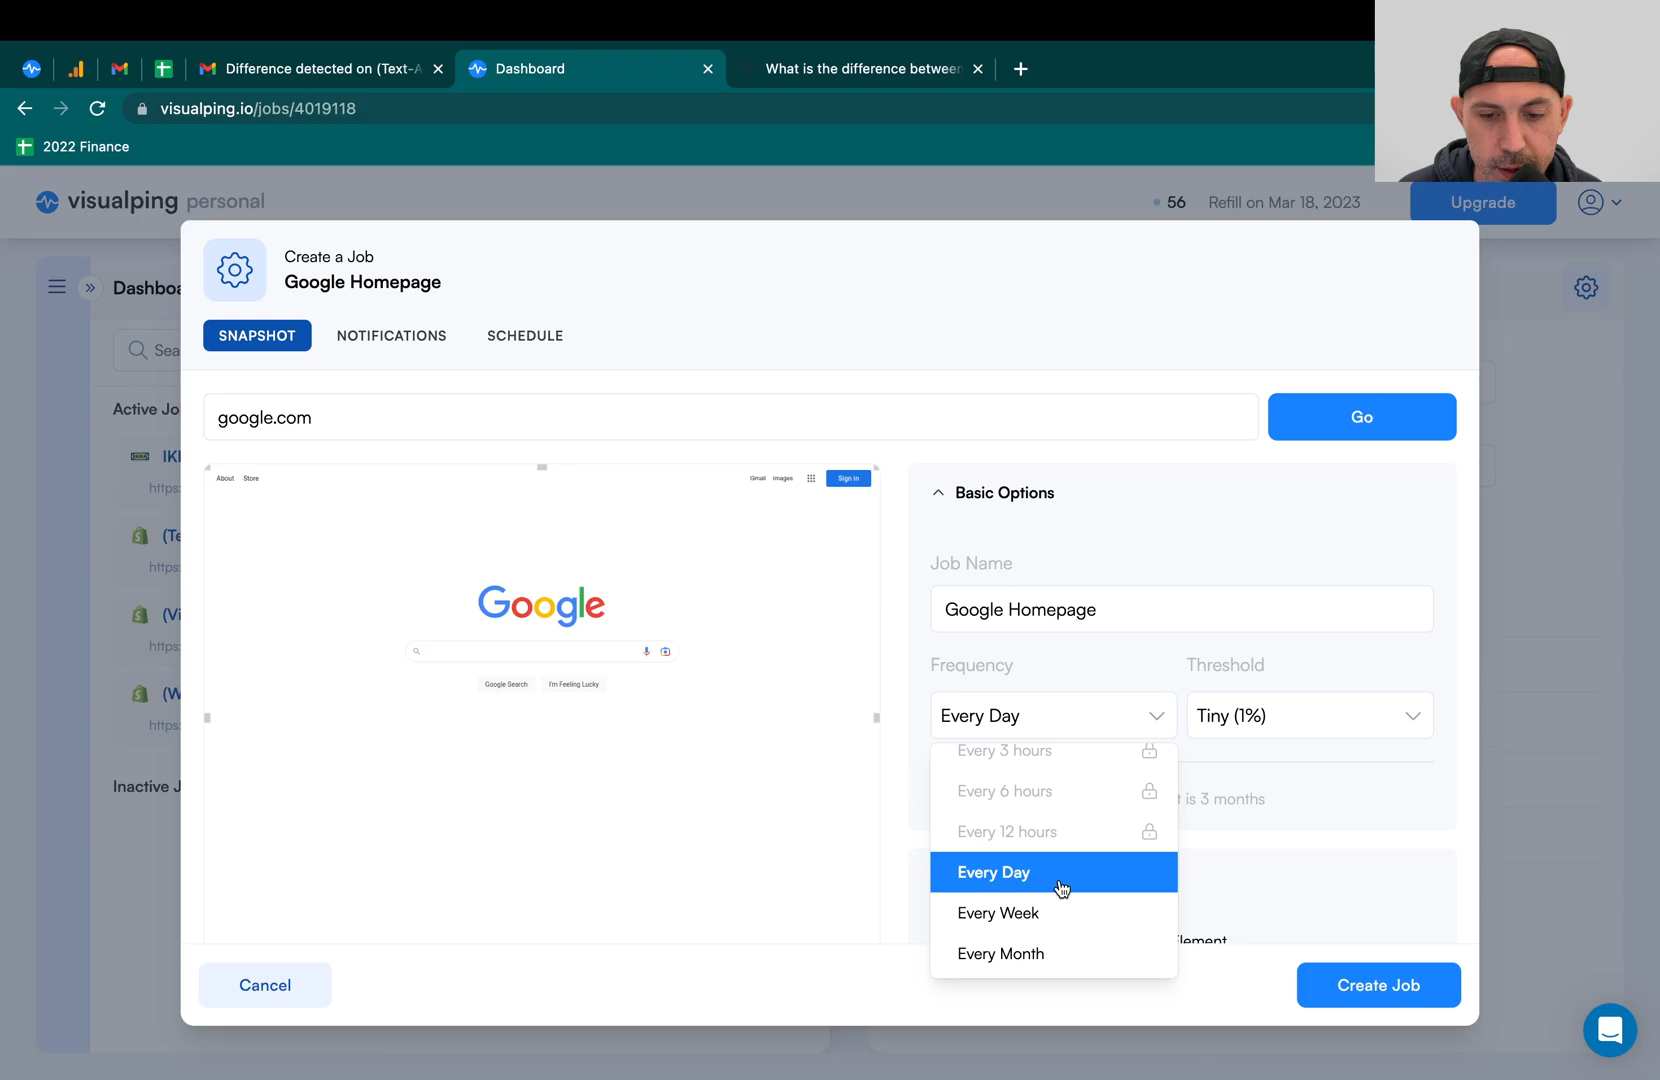 Difference detected on (Text-A
Dashboard
What is the difference between
visualping.io/jobs/4019118
2022 Finance
visualping personal
56
Refill on Mar 18, 2023
Upgrade
Create a Job
Google Homepage
Dashboa
SNAPSHOT
NOTIFICATIONS
SCHEDULE
Sea
google.com
Go
Active Jo
IKE
https:
(Te
https:
(Vi
https:
(W
https:
Inactive J
About Store
Gmail Images
Sign in
Google
Google Search
I'm Feeling Lucky
Basic Options
Job Name
Google Homepage
Frequency
Threshold
Every Day
Tiny (1%)
Every 3 hours
Every 6 hours
t is 3 months
Every 12 hours
Every Day
Every Week
Element
Every Month
Cancel
Create Job